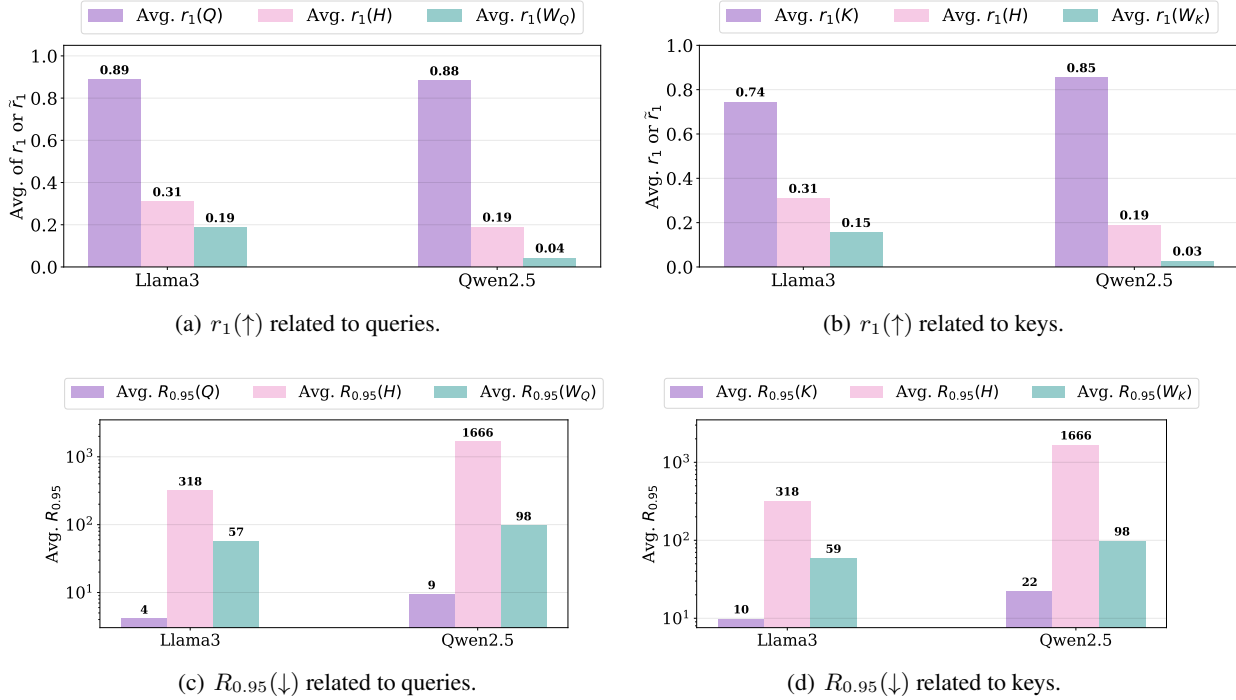 Avg. r₁(Q) Avg. r₁(H) Avg. r₁(W_Q)
Avg. of r₁ or r̃₁
1.0
0.8
0.6
0.4
0.2
0.0
0.89
0.31
0.19
0.88
0.19
0.04
Llama3 Qwen2.5
(a) r₁(↑) related to queries.
Avg. r₁(K) Avg. r₁(H) Avg. r₁(W_K)
Avg. r₁ or r̃₁
1.0
0.8
0.6
0.4
0.2
0.0
0.74
0.31
0.15
0.85
0.19
0.03
Llama3 Qwen2.5
(b) r₁(↑) related to keys.
Avg. R₀.₉₅(Q) Avg. R₀.₉₅(H) Avg. R₀.₉₅(W_Q)
Avg. R₀.₉₅
10³
10²
10¹
4
318
57
9
1666
98
Llama3 Qwen2.5
(c) R₀.₉₅(↓) related to queries.
Avg. R₀.₉₅(K) Avg. R₀.₉₅(H) Avg. R₀.₉₅(W_K)
Avg. R₀.₉₅
10³
10²
10¹
10
318
59
22
1666
98
Llama3 Qwen2.5
(d) R₀.₉₅(↓) related to keys.